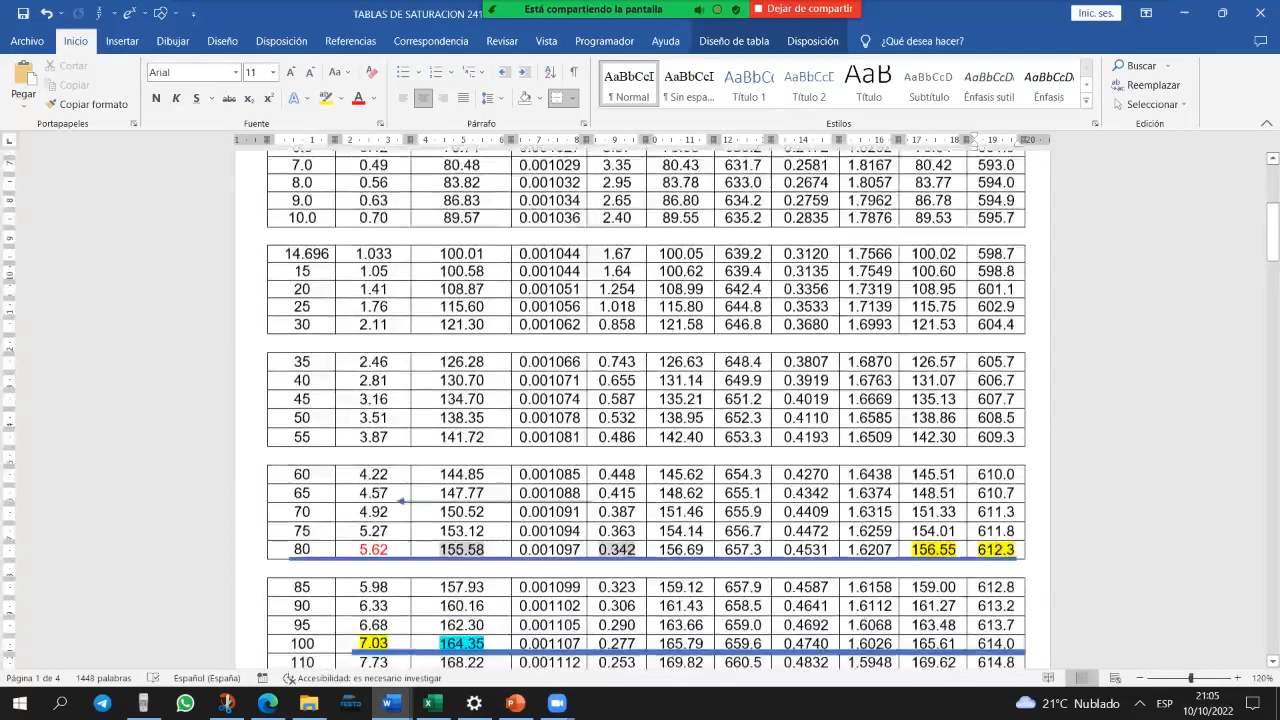 TABLAS DE SATURACION 241
Está compartiendo la pantalla
Dejar de compartir
Inic. ses.
Archivo Inicio Insertar Dibujar Diseño Disposición Referencias Correspondencia Revisar Vista Programador Ayuda Diseño de tabla Disposición ¿Qué desea hacer?
Pegar
Cortar
Copiar
Copiar formato
Portapapeles
Arial 11
N K S abc x₂ x²
Fuente
Párrafo
AaBbCcI AaBbCcI AaBbCc AaBbCcI AaB AaBbCcD AaBbCcI AaBbCcI
¶ Normal ¶ Sin espa... Título 1 Título 2 Título Subtítulo Énfasis sutil Énfasis
Estilos
Buscar
Reemplazar
Seleccionar
Edición
7.0 0.49 80.48 0.001029 3.35 80.43 631.7 0.2581 1.8167 80.42 593.0
8.0 0.56 83.82 0.001032 2.95 83.78 633.0 0.2674 1.8057 83.77 594.0
9.0 0.63 86.83 0.001034 2.65 86.80 634.2 0.2759 1.7962 86.78 594.9
10.0 0.70 89.57 0.001036 2.40 89.55 635.2 0.2835 1.7876 89.53 595.7
14.696 1.033 100.01 0.001044 1.67 100.05 639.2 0.3120 1.7566 100.02 598.7
15 1.05 100.58 0.001044 1.64 100.62 639.4 0.3135 1.7549 100.60 598.8
20 1.41 108.87 0.001051 1.254 108.99 642.4 0.3356 1.7319 108.95 601.1
25 1.76 115.60 0.001056 1.018 115.80 644.8 0.3533 1.7139 115.75 602.9
30 2.11 121.30 0.001062 0.858 121.58 646.8 0.3680 1.6993 121.53 604.4
35 2.46 126.28 0.001066 0.743 126.63 648.4 0.3807 1.6870 126.57 605.7
40 2.81 130.70 0.001071 0.655 131.14 649.9 0.3919 1.6763 131.07 606.7
45 3.16 134.70 0.001074 0.587 135.21 651.2 0.4019 1.6669 135.13 607.7
50 3.51 138.35 0.001078 0.532 138.95 652.3 0.4110 1.6585 138.86 608.5
55 3.87 141.72 0.001081 0.486 142.40 653.3 0.4193 1.6509 142.30 609.3
60 4.22 144.85 0.001085 0.448 145.62 654.3 0.4270 1.6438 145.51 610.0
65 4.57 147.77 0.001088 0.415 148.62 655.1 0.4342 1.6374 148.51 610.7
70 4.92 150.52 0.001091 0.387 151.46 655.9 0.4409 1.6315 151.33 611.3
75 5.27 153.12 0.001094 0.363 154.14 656.7 0.4472 1.6259 154.01 611.8
80 5.62 155.58 0.001097 0.342 156.69 657.3 0.4531 1.6207 156.55 612.3
85 5.98 157.93 0.001099 0.323 159.12 657.9 0.4587 1.6158 159.00 612.8
90 6.33 160.16 0.001102 0.306 161.43 658.5 0.4641 1.6112 161.27 613.2
95 6.68 162.30 0.001105 0.290 163.66 659.0 0.4692 1.6068 163.48 613.7
100 7.03 164.35 0.001107 0.277 165.79 659.6 0.4740 1.6026 165.61 614.0
110 7.73 168.22 0.001112 0.253 169.82 660.5 0.4832 1.5948 169.62 614.8
Página 1 de 4 1448 palabras Español (España) Accesibilidad: es necesario investigar 120%
21°C Nublado ESP 21:05
10/10/2022